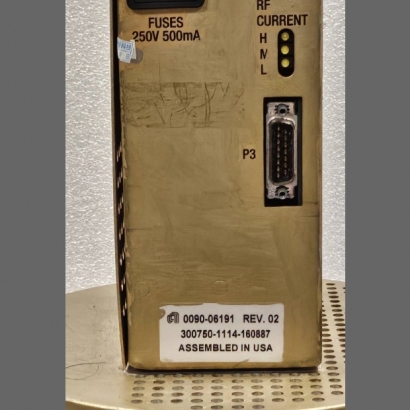 FUSES
250V 500mA
RF
CURRENT
H
M
L
P3
0090-06191 REV. 02
300750-1114-160887
ASSEMBLED IN USA